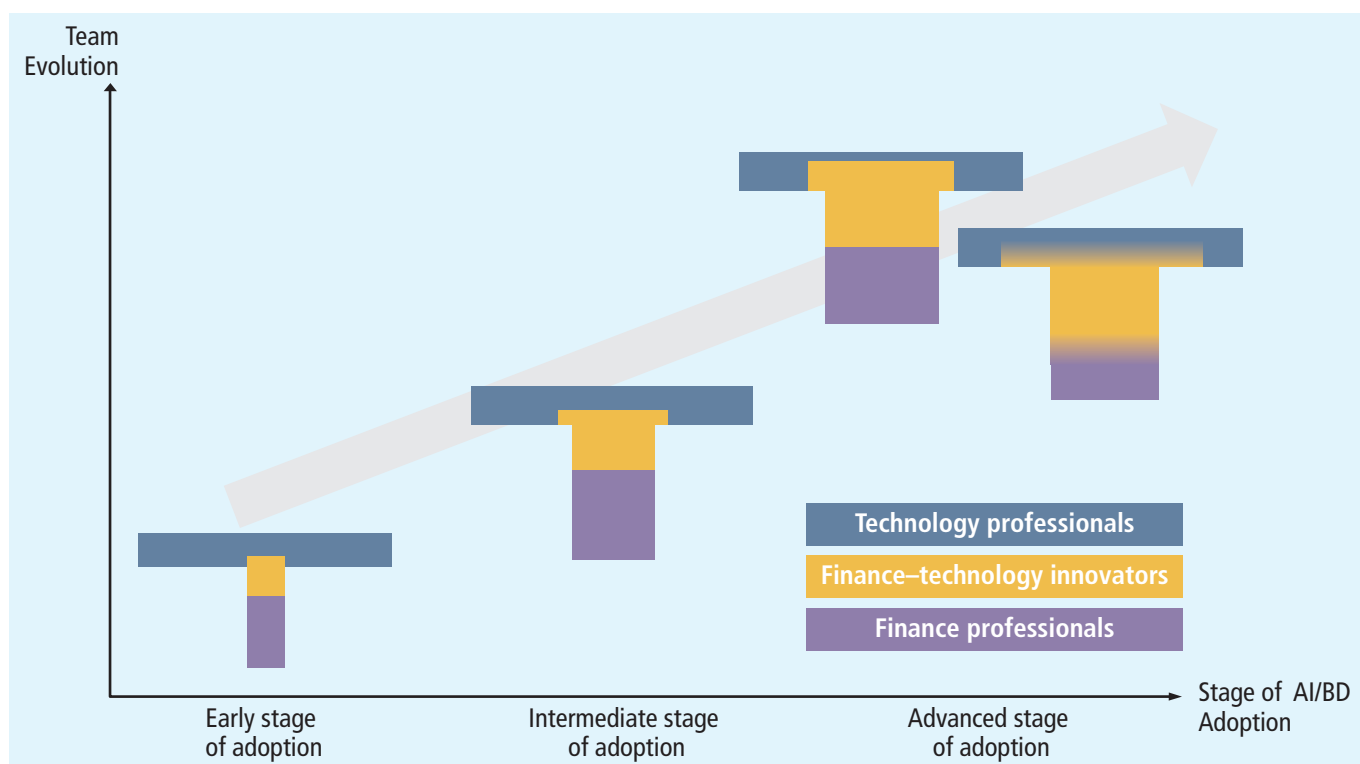 Team
Evolution
Technology professionals
Finance–technology innovators
Finance professionals
Stage of AI/BD
Adoption
Early stage
of adoption
Intermediate stage
of adoption
Advanced stage
of adoption